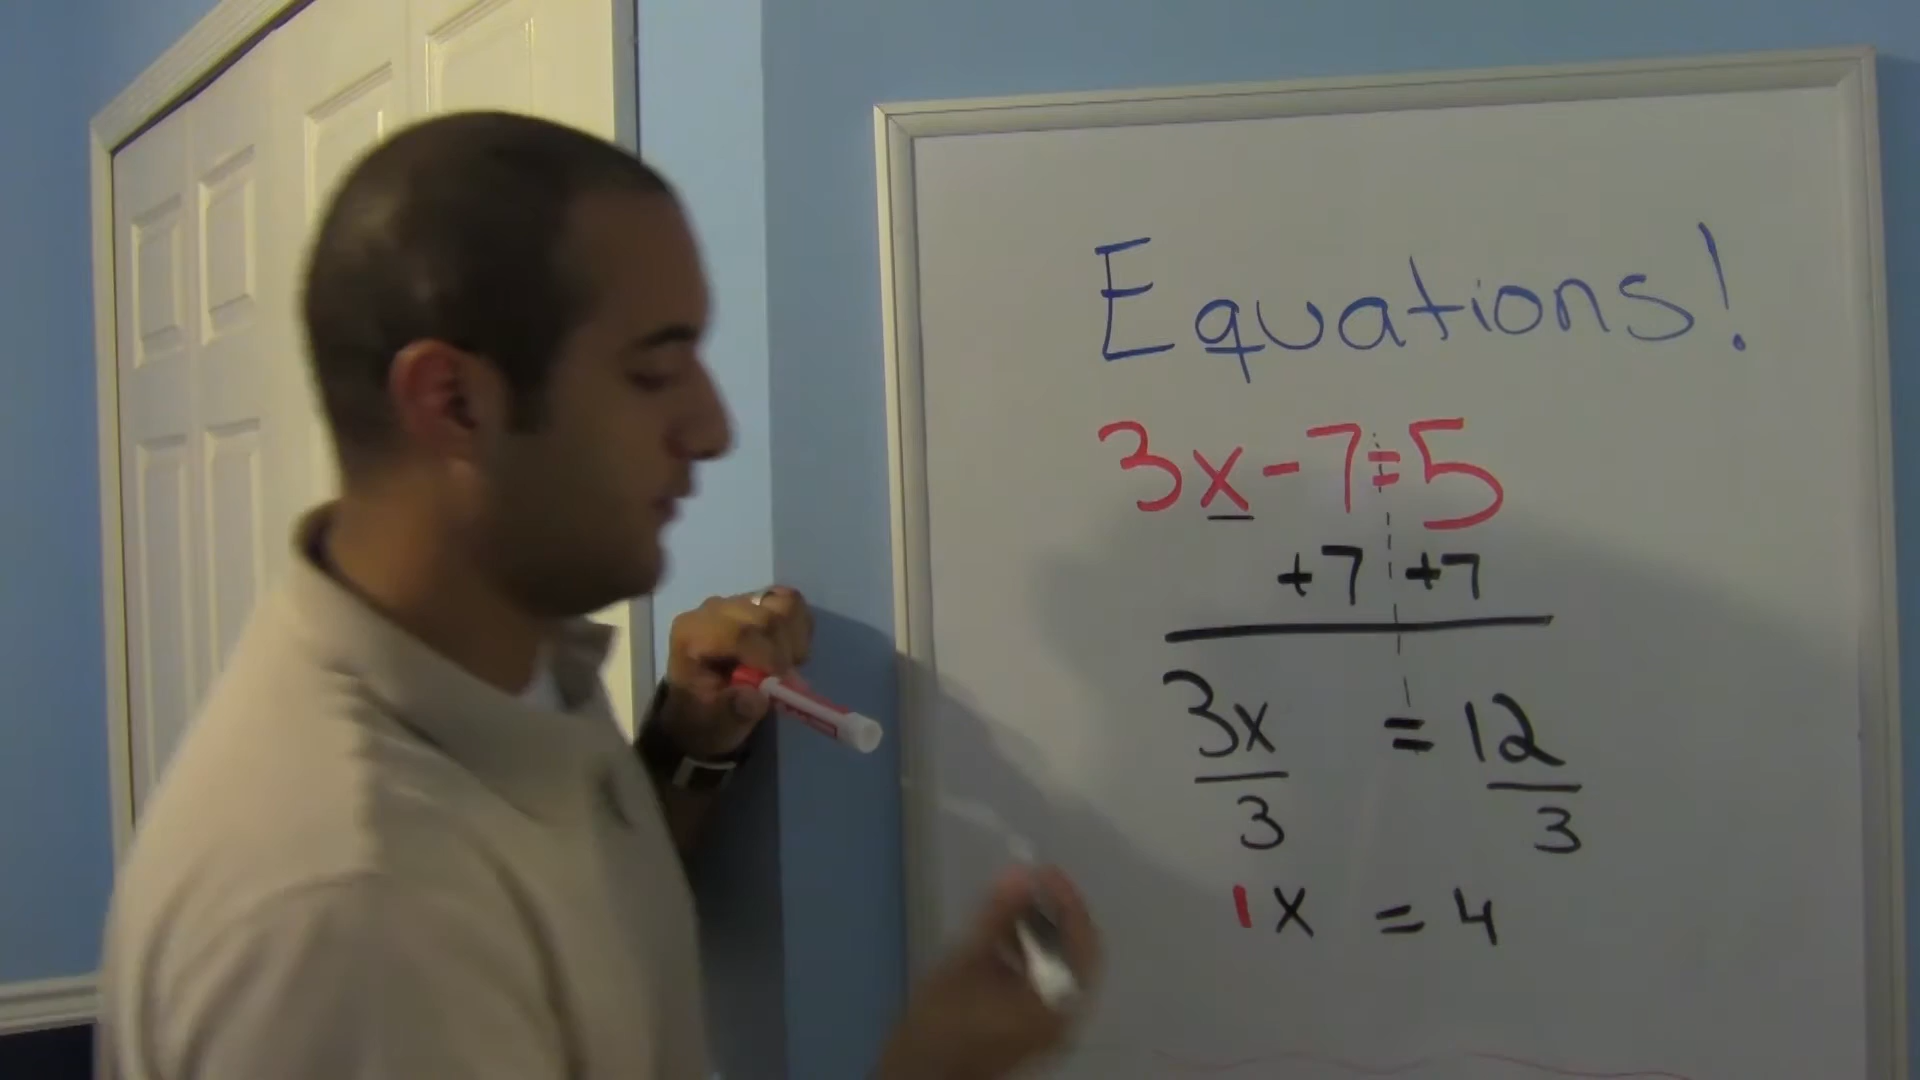 Equations!
3x-7=5
+7 +7
3x = 12
3 3
1x = 4